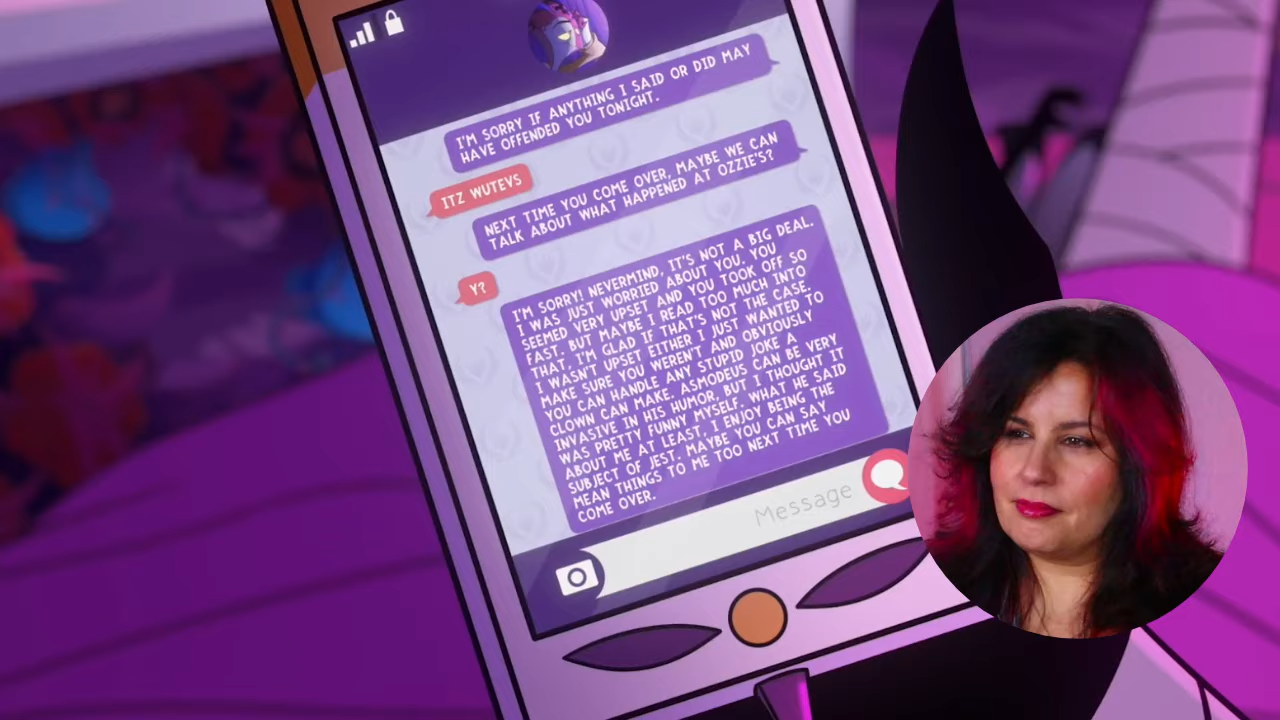 I'M SORRY IF ANYTHING I SAID OR DID MAY
HAVE OFFENDED YOU TONIGHT.
ITZ WUTEVS
NEXT TIME YOU COME OVER, MAYBE WE CAN
TALK ABOUT WHAT HAPPENED AT OZZIE'S?
Y?
I'M SORRY! NEVERMIND, IT'S NOT A BIG DEAL.
I WAS JUST WORRIED ABOUT YOU. YOU
SEEMED VERY UPSET AND YOU TOOK OFF SO
FAST, BUT MAYBE I READ TOO MUCH INTO
THAT, I'M GLAD IF THAT'S NOT THE CASE.
I WASN'T UPSET EITHER I JUST WANTED TO
MAKE SURE YOU WEREN'T AND OBVIOUSLY
YOU CAN HANDLE ANY STUPID JOKE A
CLOWN CAN MAKE. ASMODEUS CAN BE VERY
INVASIVE IN HIS HUMOR, BUT I THOUGHT IT
WAS PRETTY FUNNY MYSELF. WHAT HE SAID
ABOUT ME AT LEAST. I ENJOY BEING THE
SUBJECT OF JEST. MAYBE YOU CAN SAY
MEAN THINGS TO ME TOO NEXT TIME YOU
COME OVER.
Message